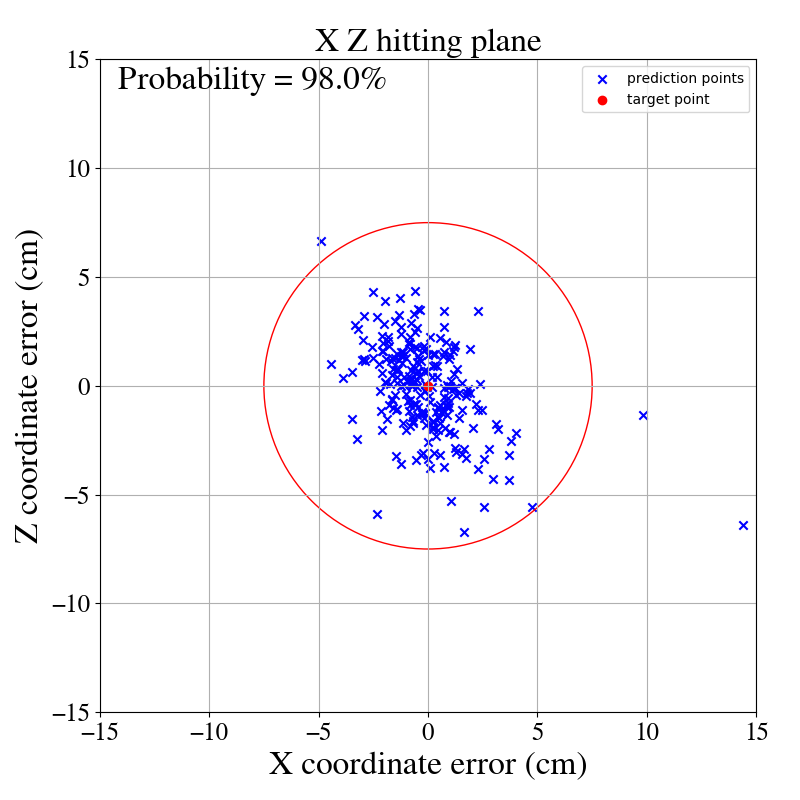 X Z hitting plane
Probability = 98.0%
prediction points
target point
15
10
5
0
−5
−10
−15
Z coordinate error (cm)
−15
−10
−5
0
5
10
15
X coordinate error (cm)